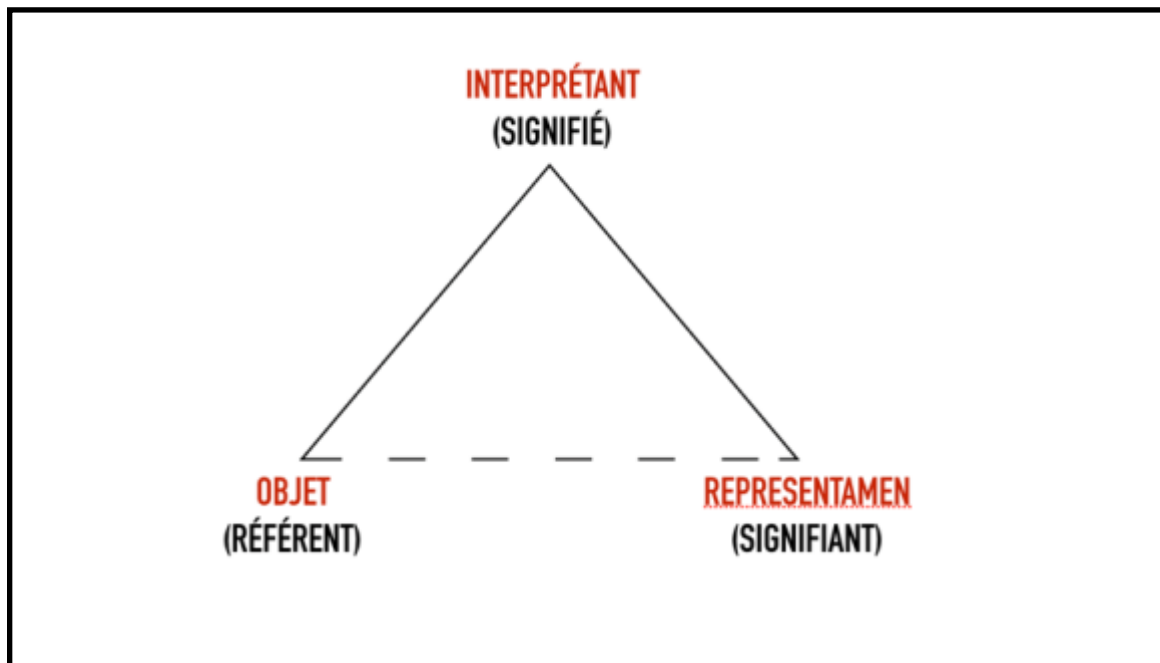 INTERPRÉTANT
(SIGNIFIÉ)
OBJET
(RÉFÉRENT)
REPRESENTAMEN
(SIGNIFIANT)